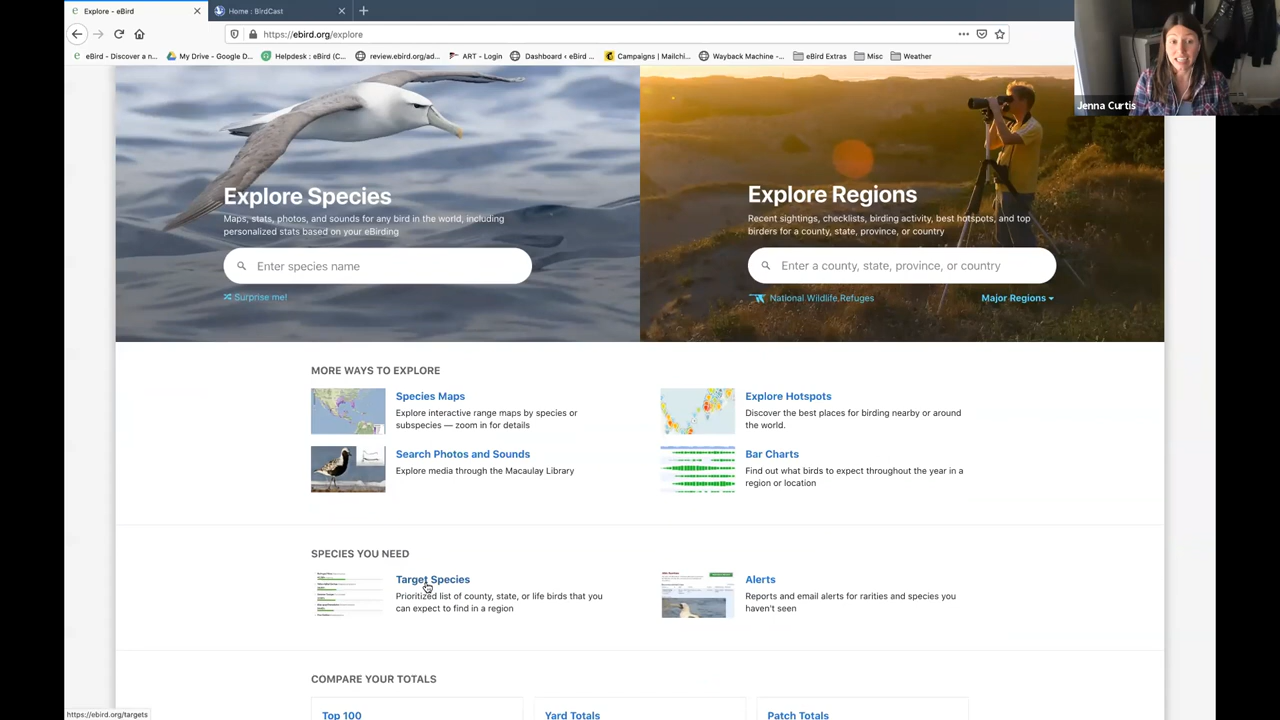 Explore - eBird
Home : BirdCast
https://ebird.org/explore
eBird - Discover a n...
My Drive - Google D...
Helpdesk : eBird (C...
review.ebird.org/ad...
ART - Login
Dashboard ‹ eBird ...
Campaigns | Mailchi...
Wayback Machine -...
eBird Extras
Misc
Weather
Jenna Curtis
Explore Species
Maps, stats, photos, and sounds for any bird in the world, including
personalized stats based on your eBirding
Enter species name
Surprise me!
Explore Regions
Recent sightings, checklists, birding activity, best hotspots, and top
birders for a county, state, province, or country
Enter a county, state, province, or country
National Wildlife Refuges
Major Regions
MORE WAYS TO EXPLORE
Species Maps
Explore interactive range maps by species or
subspecies — zoom in for details
Explore Hotspots
Discover the best places for birding nearby or around
the world.
Search Photos and Sounds
Explore media through the Macaulay Library
Bar Charts
Find out what birds to expect throughout the year in a
region or location
SPECIES YOU NEED
Target Species
Prioritized list of county, state, or life birds that you
can expect to find in a region
Alerts
Reports and email alerts for rarities and species you
haven't seen
COMPARE YOUR TOTALS
Top 100
Yard Totals
Patch Totals
https://ebird.org/targets